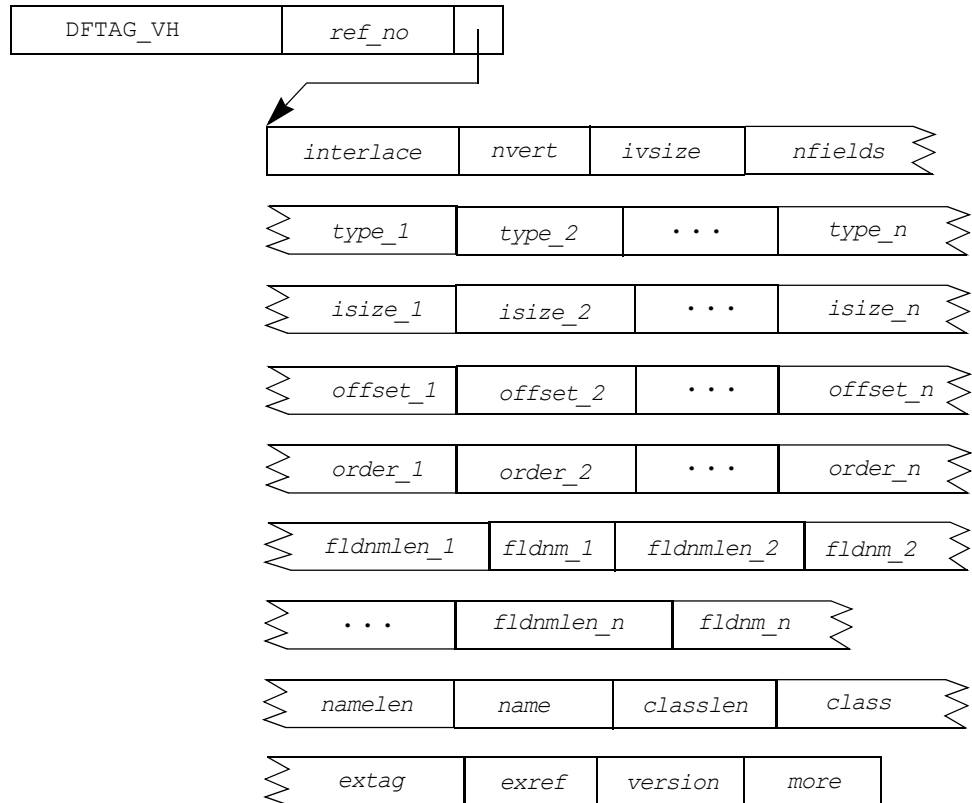 DFTAG_VH ref_no
interlace nvert ivsize nfields
type_1 type_2 ... type_n
isize_1 isize_2 ... isize_n
offset_1 offset_2 ... offset_n
order_1 order_2 ... order_n
fldnmlen_1 fldnm_1 fldnmlen_2 fldnm_2
... fldnmlen_n fldnm_n
namelen name classlen class
extag exref version more